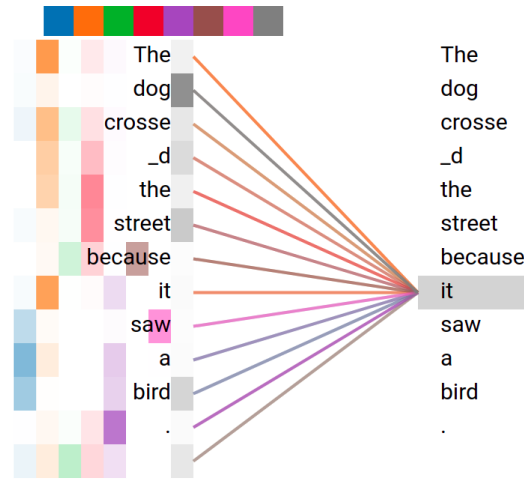 The The
dog dog
crosse crosse
_d _d
the the
street street
because because
it it
saw saw
a a
bird bird
. .